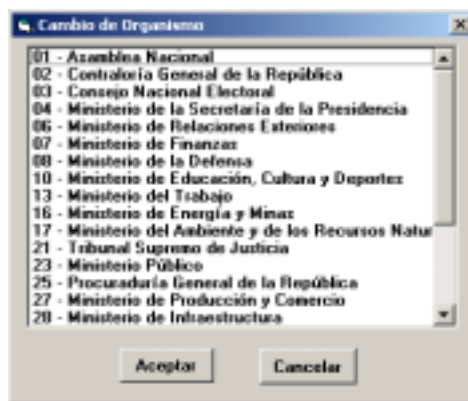 Cambio de Organismo
01 - Asamblea Nacional
02 - Contraloría General de la República
03 - Consejo Nacional Electoral
04 - Ministerio de la Secretaría de la Presidencia
06 - Ministerio de Relaciones Exteriores
07 - Ministerio de Finanzas
08 - Ministerio de la Defensa
10 - Ministerio de Educación, Cultura y Deportes
13 - Ministerio del Trabajo
16 - Ministerio de Energía y Minas
17 - Ministerio del Ambiente y de los Recursos Natur
21 - Tribunal Supremo de Justicia
23 - Ministerio Público
25 - Procuraduría General de la República
27 - Ministerio de Producción y Comercio
28 - Ministerio de Infraestructura
Aceptar Cancelar